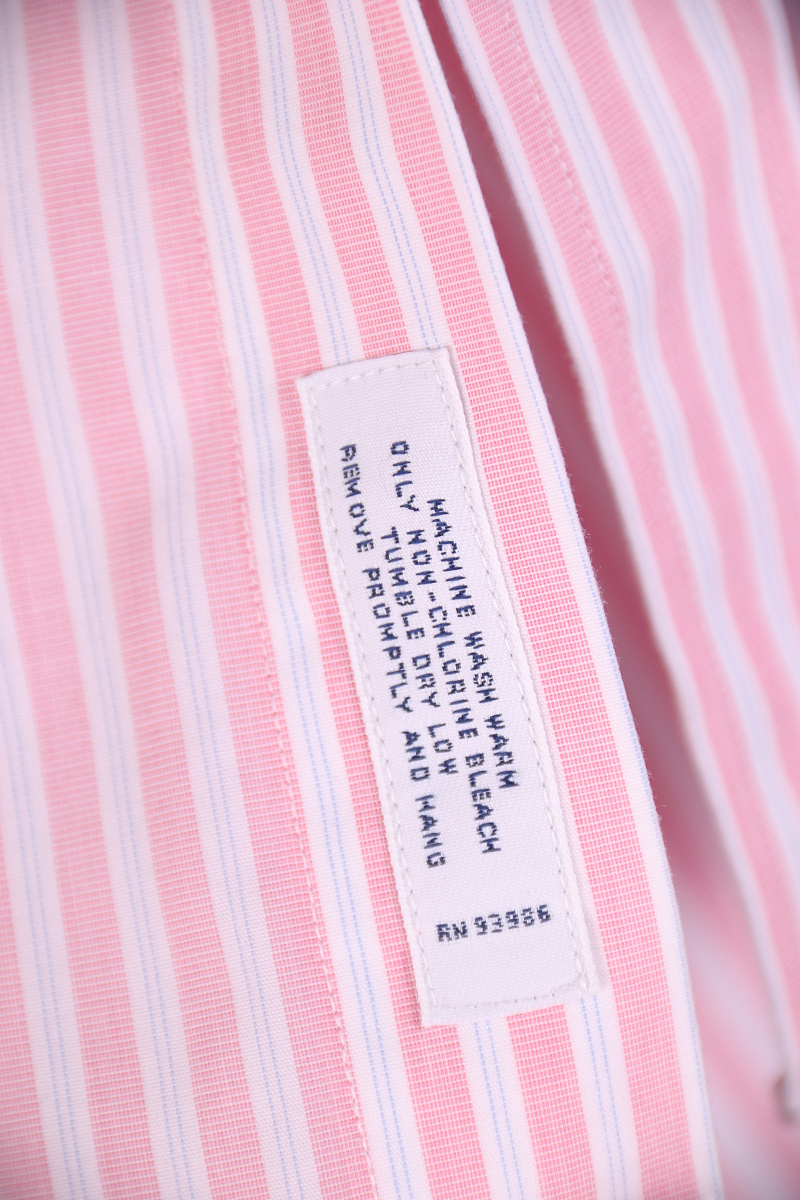 MACHINE WASH WARM
ONLY NON-CHLORINE BLEACH
TUMBLE DRY LOW
REMOVE PROMPTLY AND HANG
RN 93986